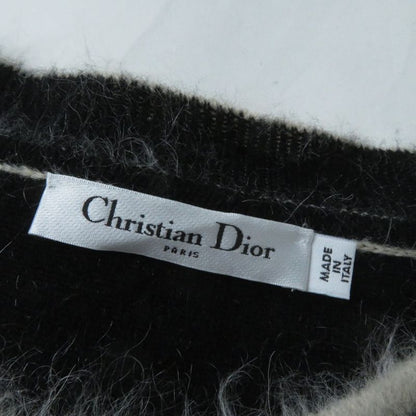 Christian Dior
PARIS
MADE
IN
ITALY